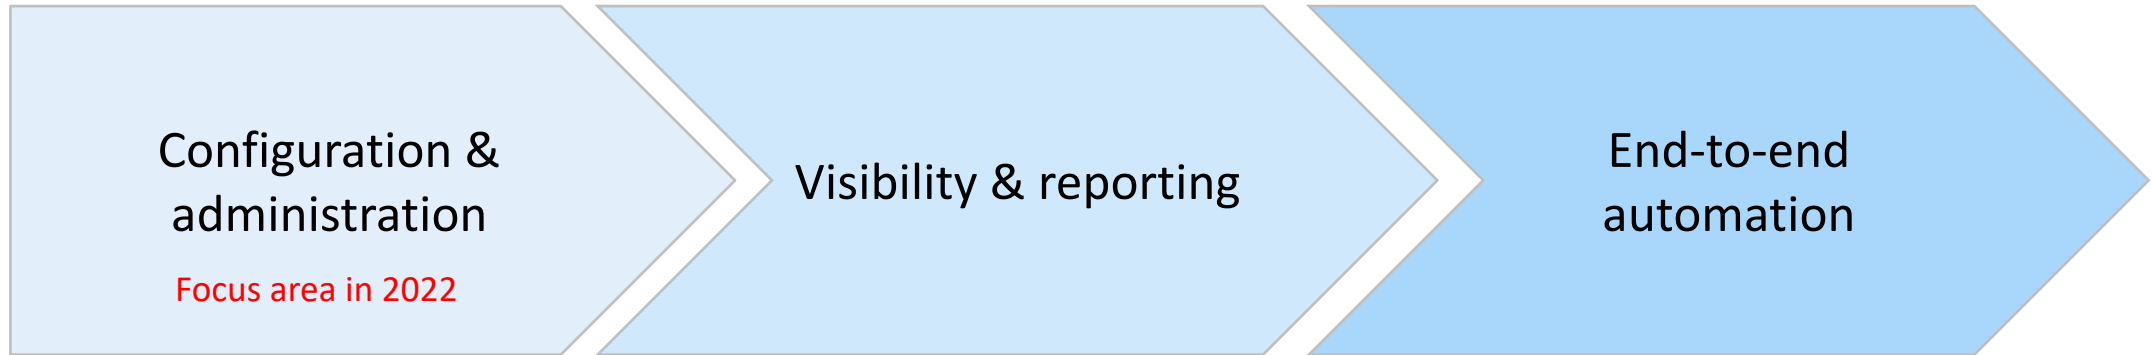 Configuration &
administration
Focus area in 2022
Visibility & reporting
End-to-end
automation